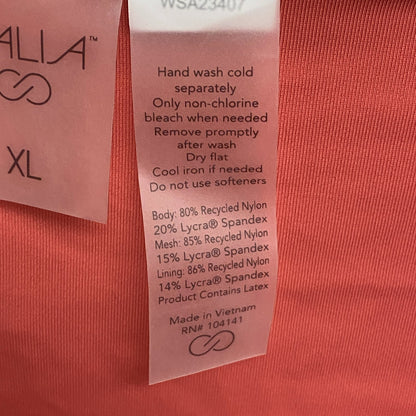 ALIA™
XL
WSA23407
Hand wash cold
separately
Only non-chlorine
bleach when needed
Remove promptly
after wash
Dry flat
Cool iron if needed
Do not use softeners
Body: 80% Recycled Nylon
20% Lycra® Spandex
Mesh: 85% Recycled Nylon
15% Lycra® Spandex
Lining: 86% Recycled Nylon
14% Lycra® Spandex
Product Contains Latex
Made in Vietnam
RN# 104141